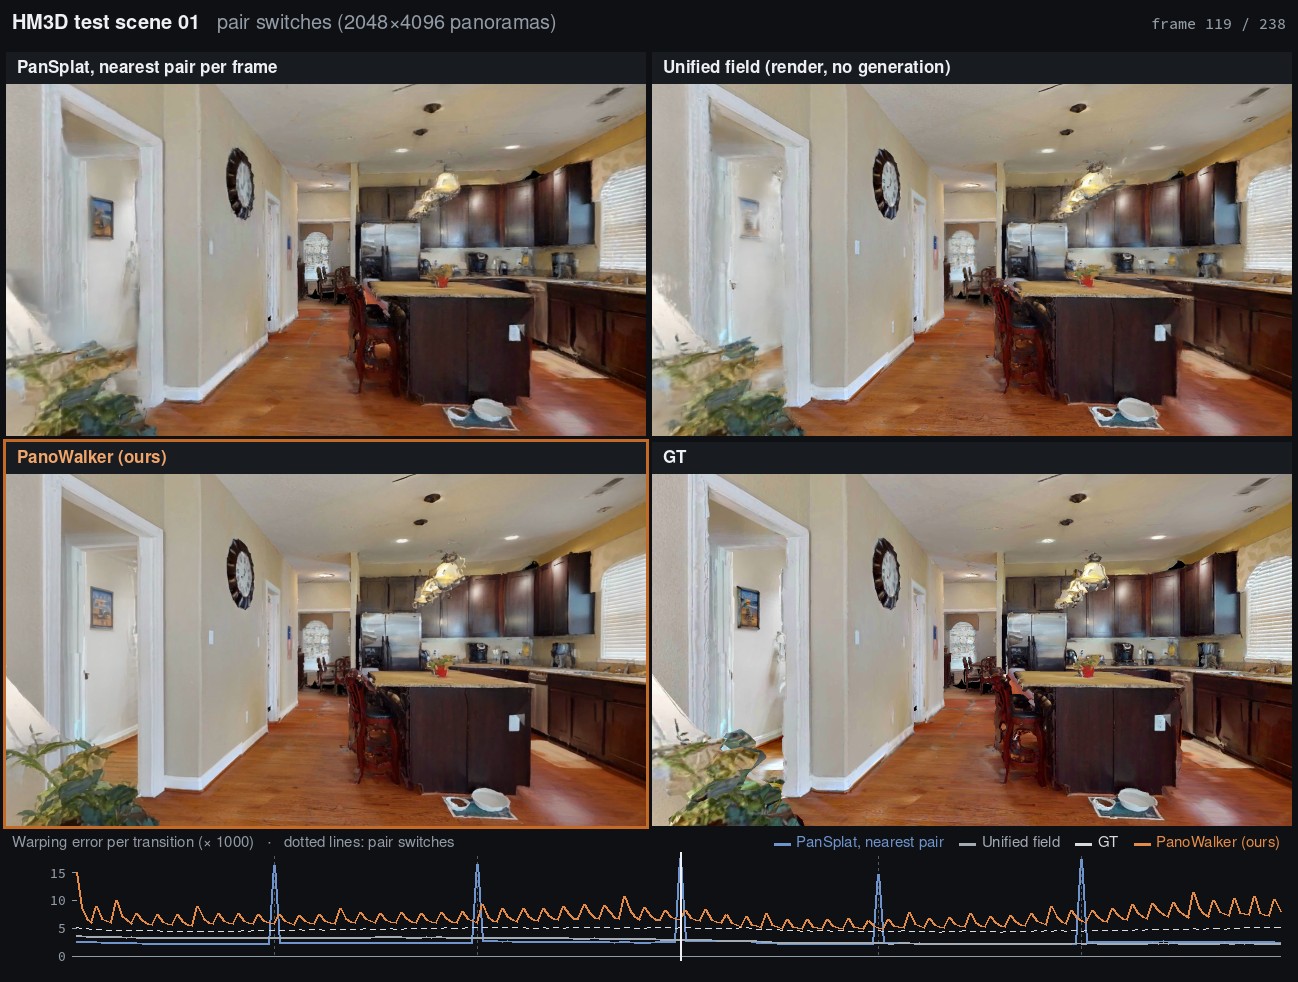 HM3D test scene 01 pair switches (2048×4096 panoramas) frame 119 / 238
PanSplat, nearest pair per frame
Unified field (render, no generation)
PanoWalker (ours)
GT
Warping error per transition (× 1000) · dotted lines: pair switches
PanSplat, nearest pair Unified field GT PanoWalker (ours)
15
10
5
0